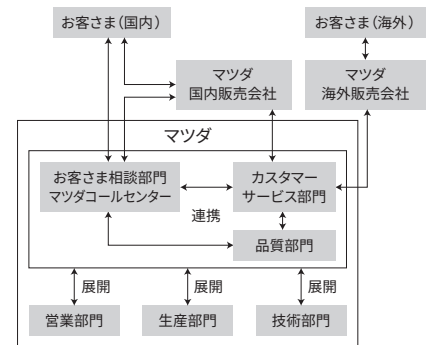 お客さま（国内）
お客さま（海外）
マツダ
国内販売会社
マツダ
海外販売会社
マツダ
お客さま相談部門
マツダコールセンター
カスタマー
サービス部門
連携
品質部門
展開
展開
展開
営業部門
生産部門
技術部門